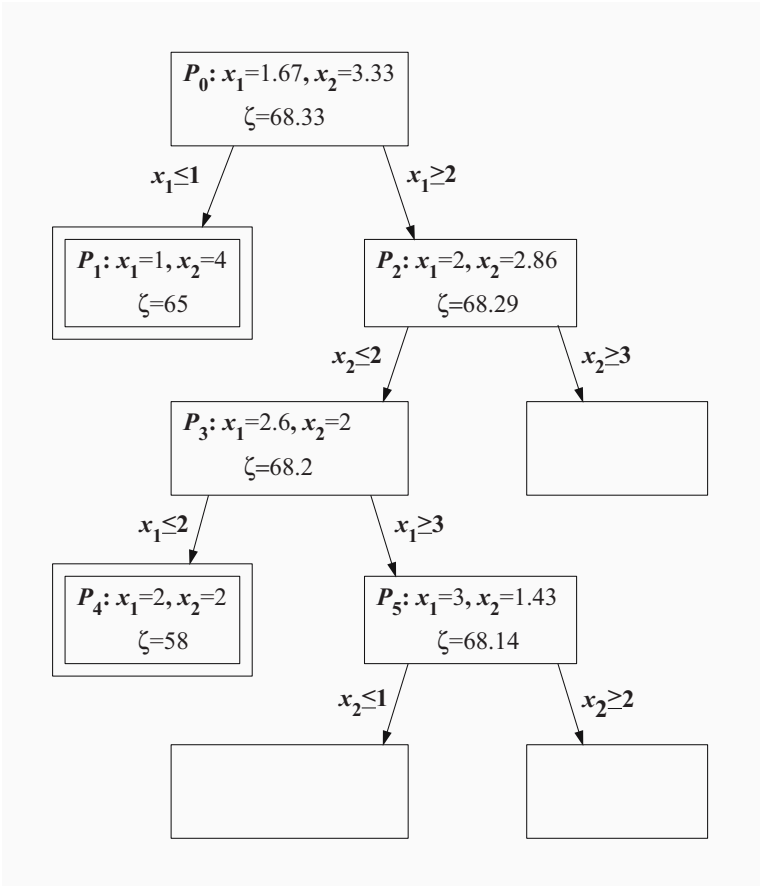 P0: x1=1.67, x2=3.33
ζ=68.33
x1≤1
x1≥2
P1: x1=1, x2=4
ζ=65
P2: x1=2, x2=2.86
ζ=68.29
x2≤2
x2≥3
P3: x1=2.6, x2=2
ζ=68.2
x1≤2
x1≥3
P4: x1=2, x2=2
ζ=58
P5: x1=3, x2=1.43
ζ=68.14
x2≤1
x2≥2